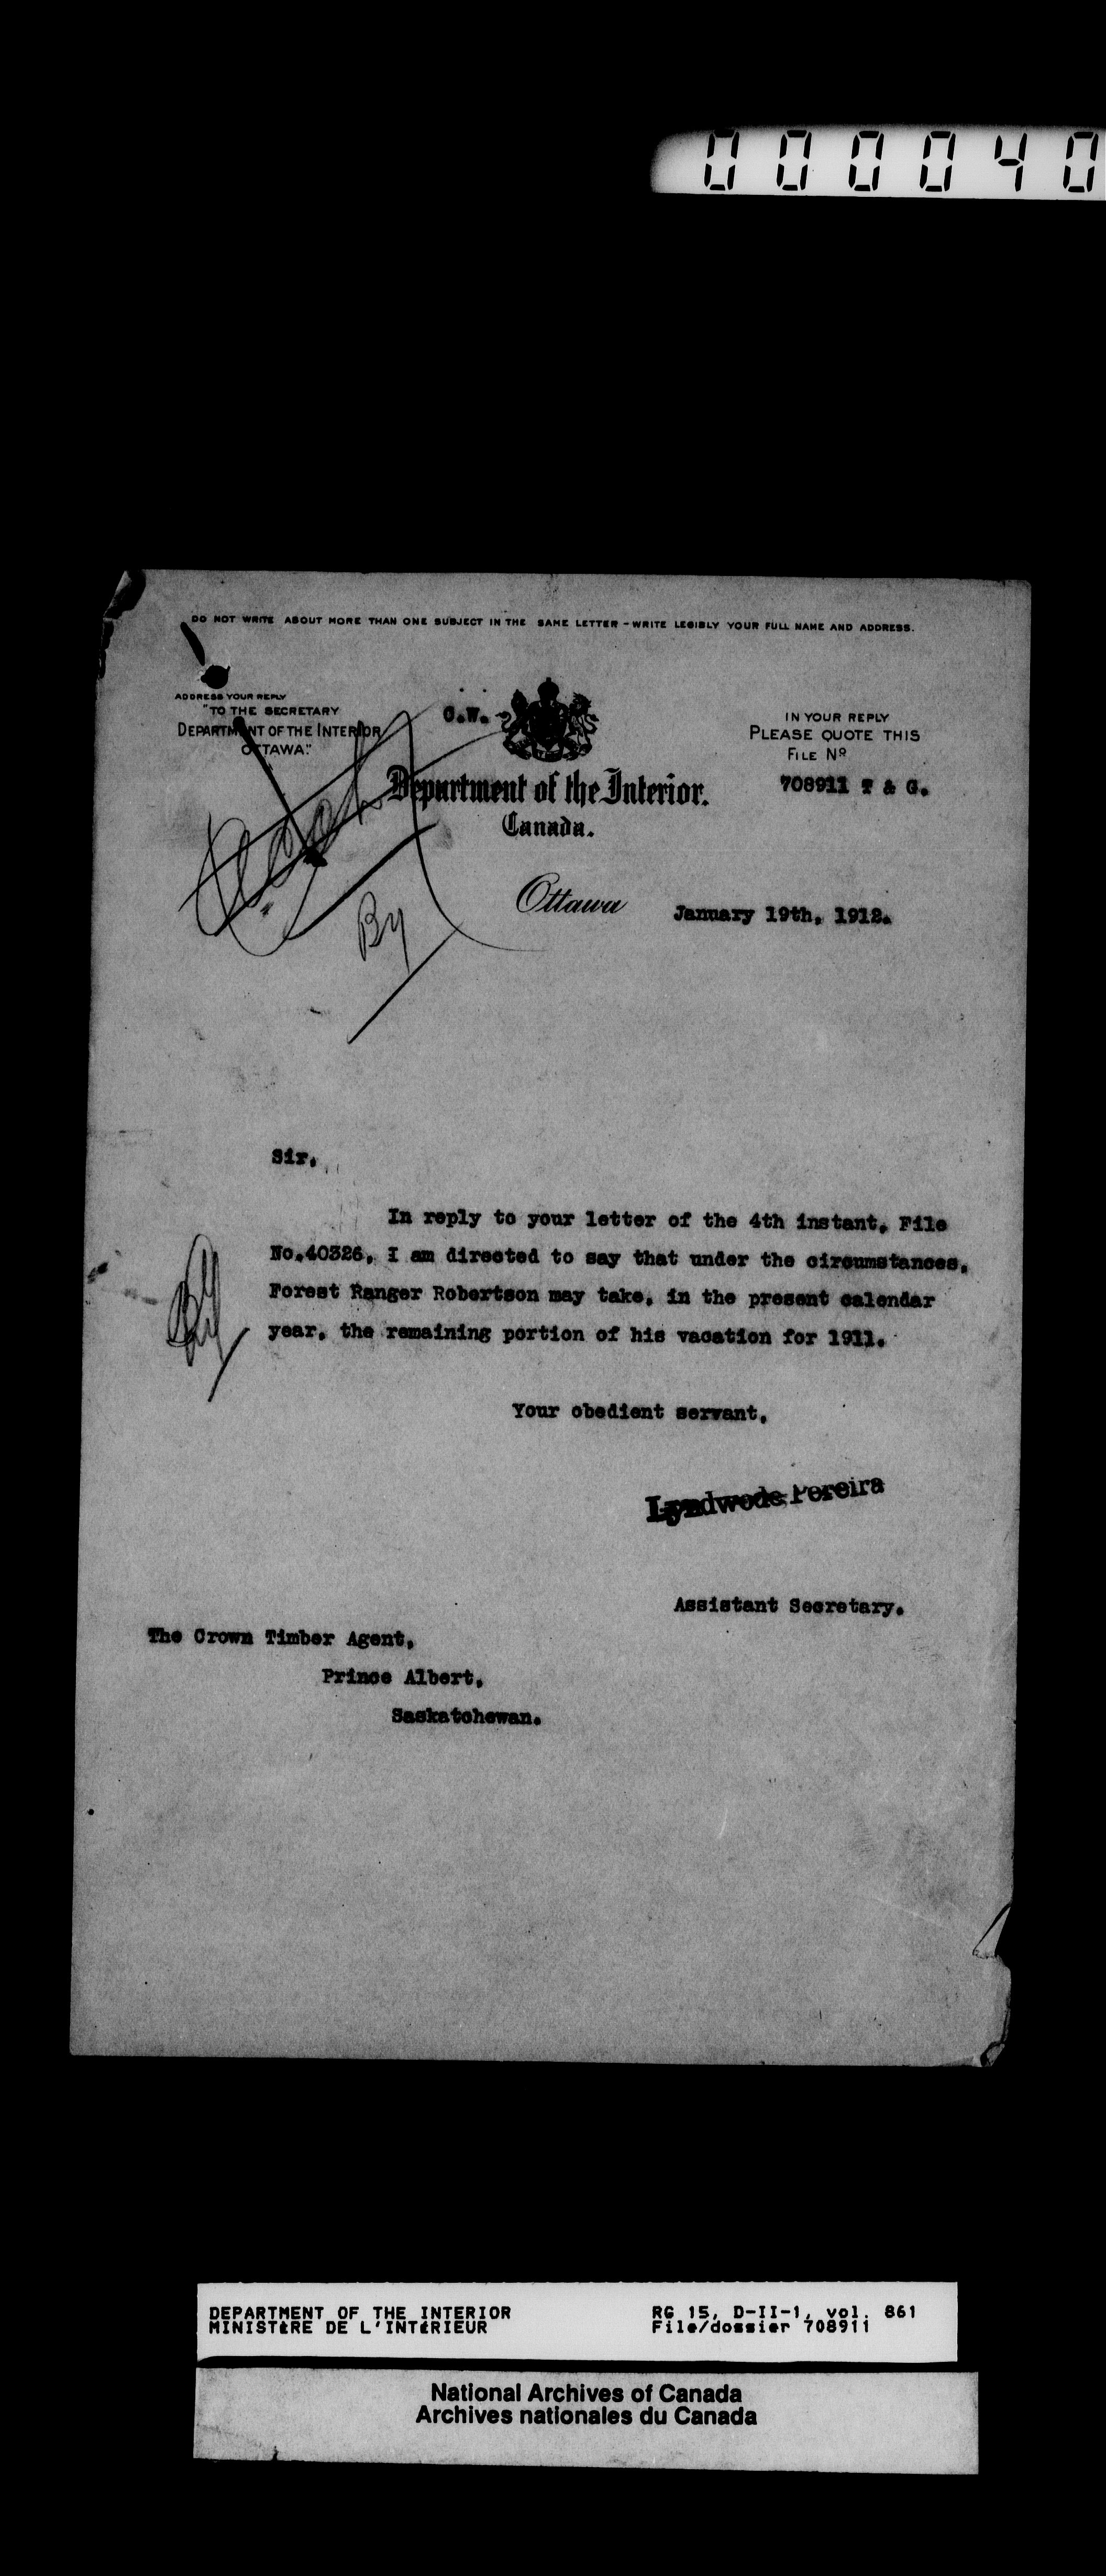 000040
DO NOT WRITE ABOUT MORE THAN ONE SUBJECT IN THE SAME LETTER - WRITE LEGIBLY YOUR FULL NAME AND ADDRESS.
ADDRESS YOUR REPLY
"TO THE SECRETARY
DEPARTMENT OF THE INTERIOR
OTTAWA."
C.W.
IN YOUR REPLY
PLEASE QUOTE THIS
FILE Nº
708911 T & G.
Department of the Interior.
Canada.
Ottawa January 19th, 1912.
By
Sir,
In reply to your letter of the 4th instant, File
No.40326, I am directed to say that under the circumstances,
Forest Ranger Robertson may take, in the present calendar
year, the remaining portion of his vacation for 1911.
Your obedient servant,
Lyndwode Pereira
Assistant Secretary.
The Crown Timber Agent,
Prince Albert,
Saskatchewan.
DEPARTMENT OF THE INTERIOR RG 15, D-II-1, vol. 861
MINISTÈRE DE L'INTÉRIEUR File/dossier 708911
National Archives of Canada
Archives nationales du Canada